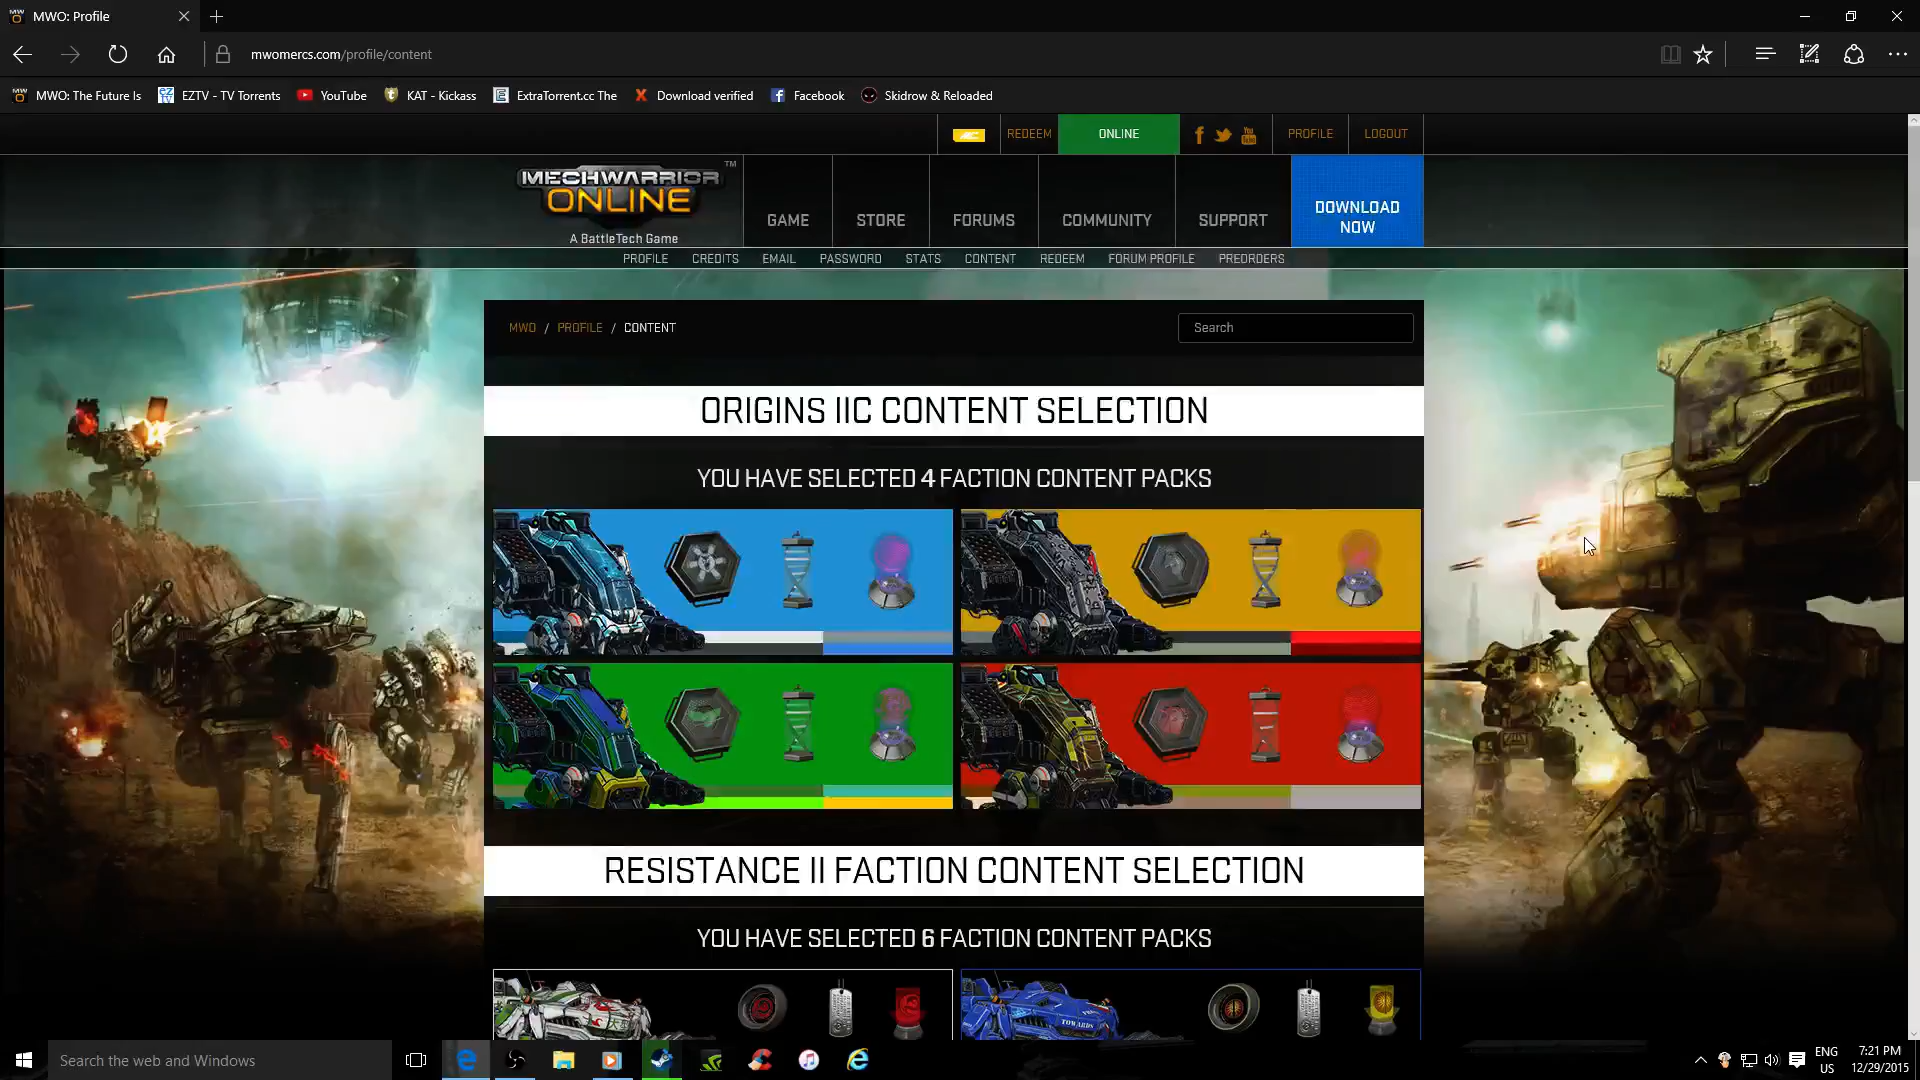 MWO: Profile
mwomercs.com/profile/content
MWO: The Future Is
EZTV - TV Torrents
YouTube
KAT - Kickass
ExtraTorrent.cc The
Download verified
Facebook
Skidrow & Reloaded
MC
REDEEM
ONLINE
PROFILE
LOGOUT
MECHWARRIOR
ONLINE
TM
A BattleTech Game
GAME
STORE
FORUMS
COMMUNITY
SUPPORT
DOWNLOAD
NOW
PROFILE
CREDITS
EMAIL
PASSWORD
STATS
CONTENT
REDEEM
FORUM PROFILE
PREORDERS
MWO / PROFILE / CONTENT
Search
ORIGINS IIC CONTENT SELECTION
YOU HAVE SELECTED 4 FACTION CONTENT PACKS
RESISTANCE II FACTION CONTENT SELECTION
YOU HAVE SELECTED 6 FACTION CONTENT PACKS
Search the web and Windows
ENG
US
7:21 PM
12/29/2015